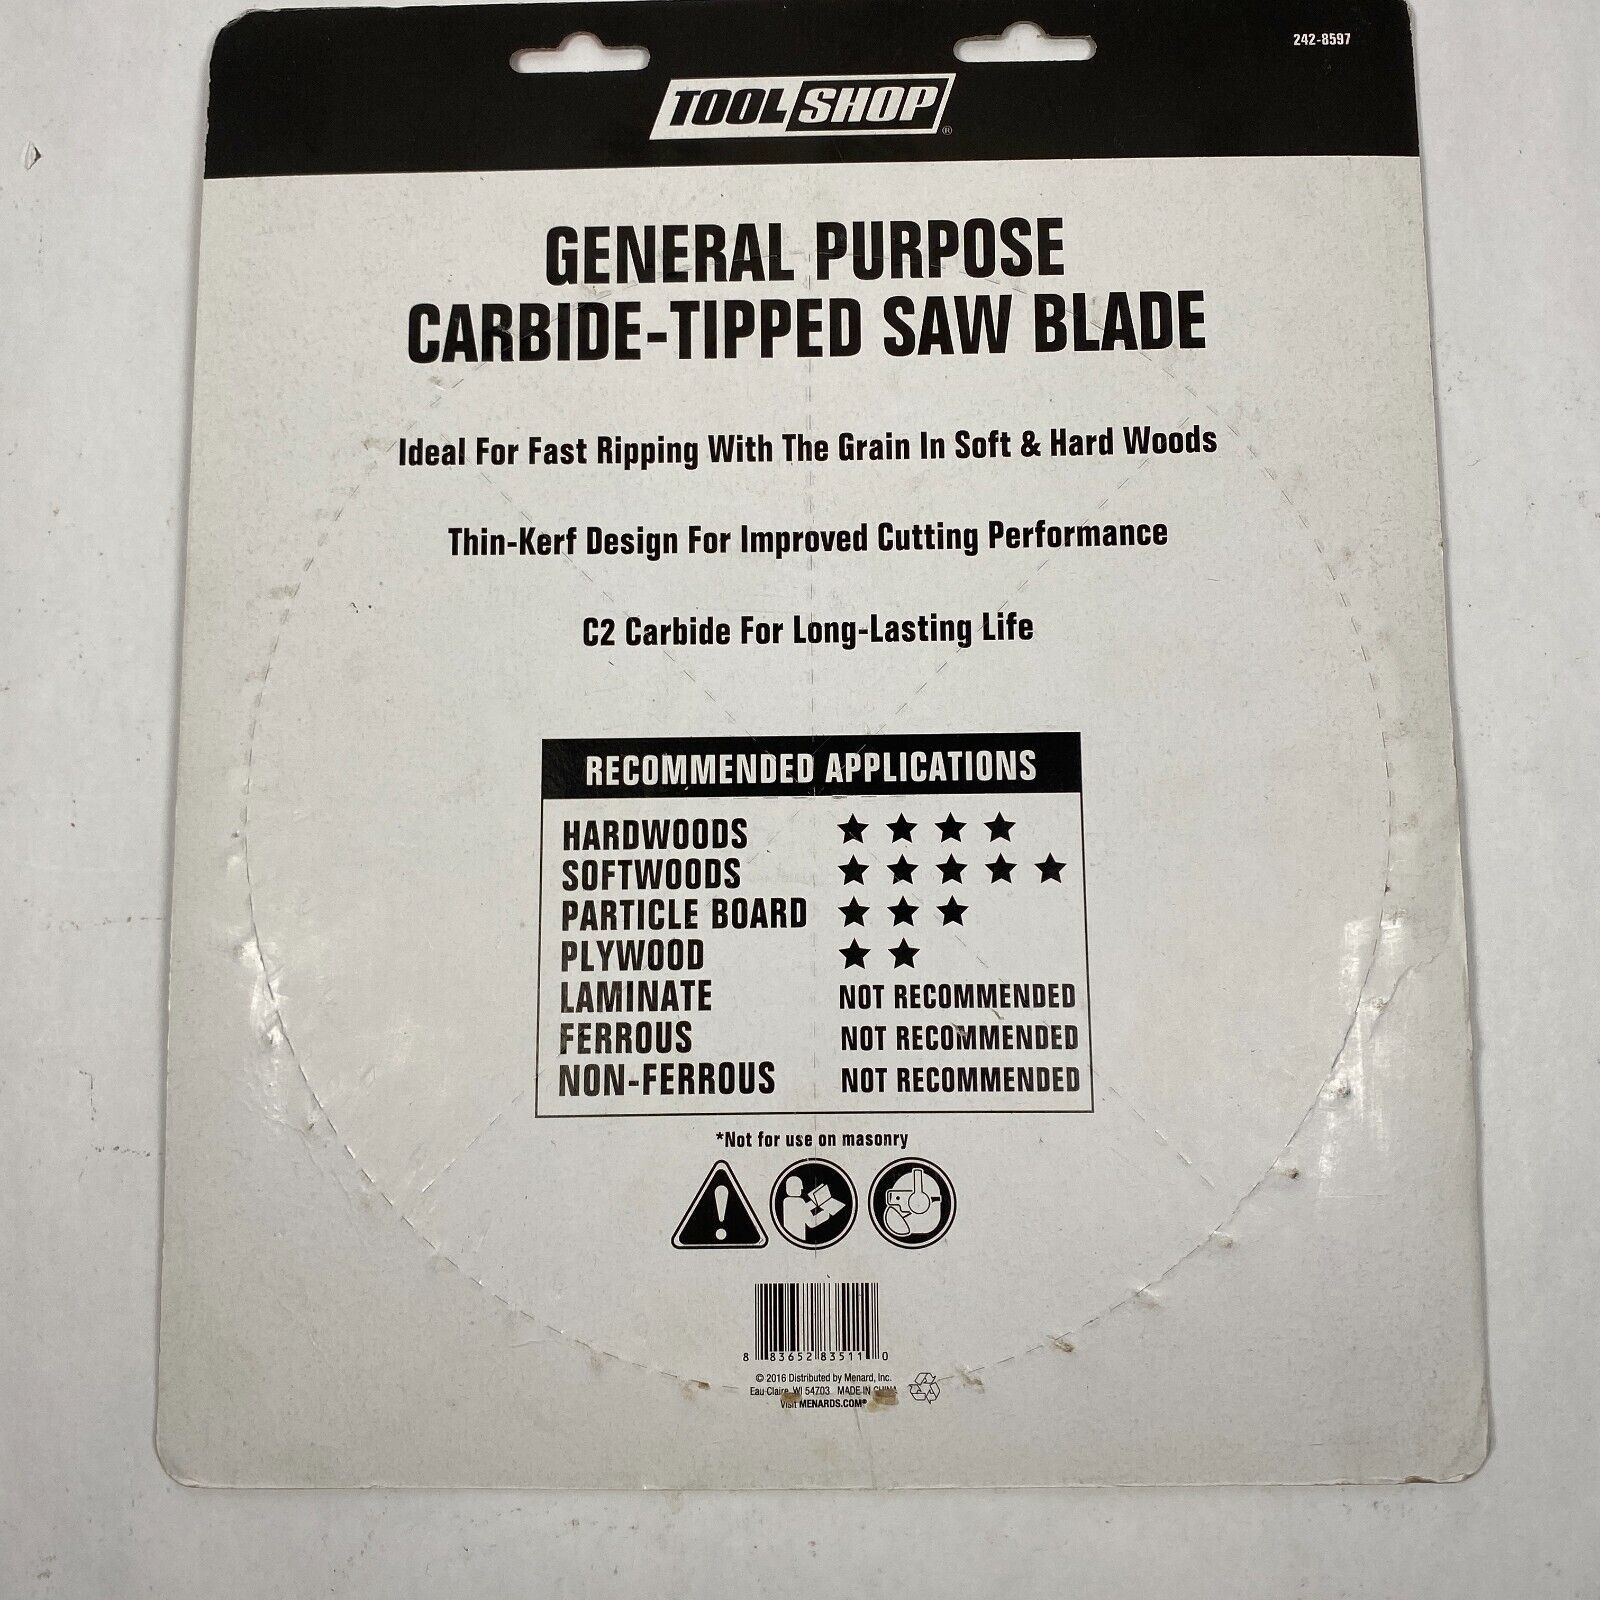 242-8597
TOOL SHOP®
GENERAL PURPOSE
CARBIDE-TIPPED SAW BLADE
Ideal For Fast Ripping With The Grain In Soft & Hard Woods
Thin-Kerf Design For Improved Cutting Performance
C2 Carbide For Long-Lasting Life
RECOMMENDED APPLICATIONS
HARDWOODS ★ ★ ★ ★
SOFTWOODS ★ ★ ★ ★ ★
PARTICLE BOARD ★ ★ ★
PLYWOOD ★ ★
LAMINATE NOT RECOMMENDED
FERROUS NOT RECOMMENDED
NON-FERROUS NOT RECOMMENDED
*Not for use on masonry
8 83652 83511 0
© 2016 Distributed by Menard, Inc.
Eau Claire, WI 54703 MADE IN CHINA
Visit MENARDS.COM®